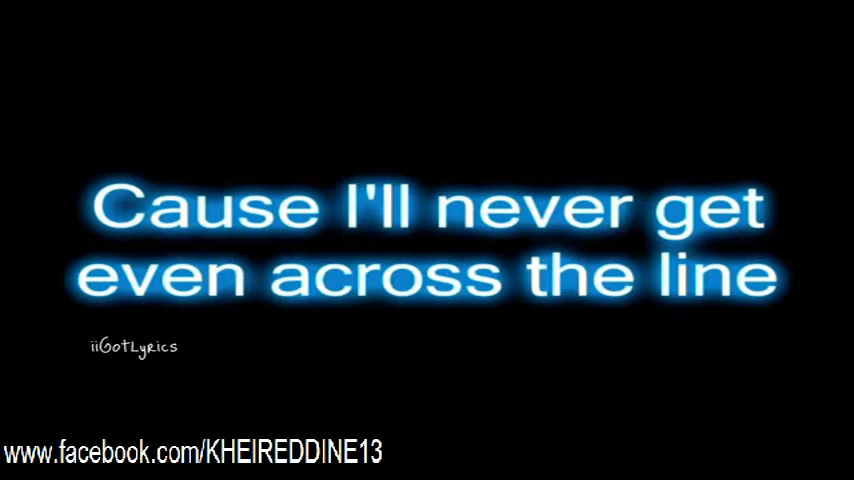 Cause I'll never get
even across the line
iiGotLyrics
www.facebook.com/KHEIREDDINE13